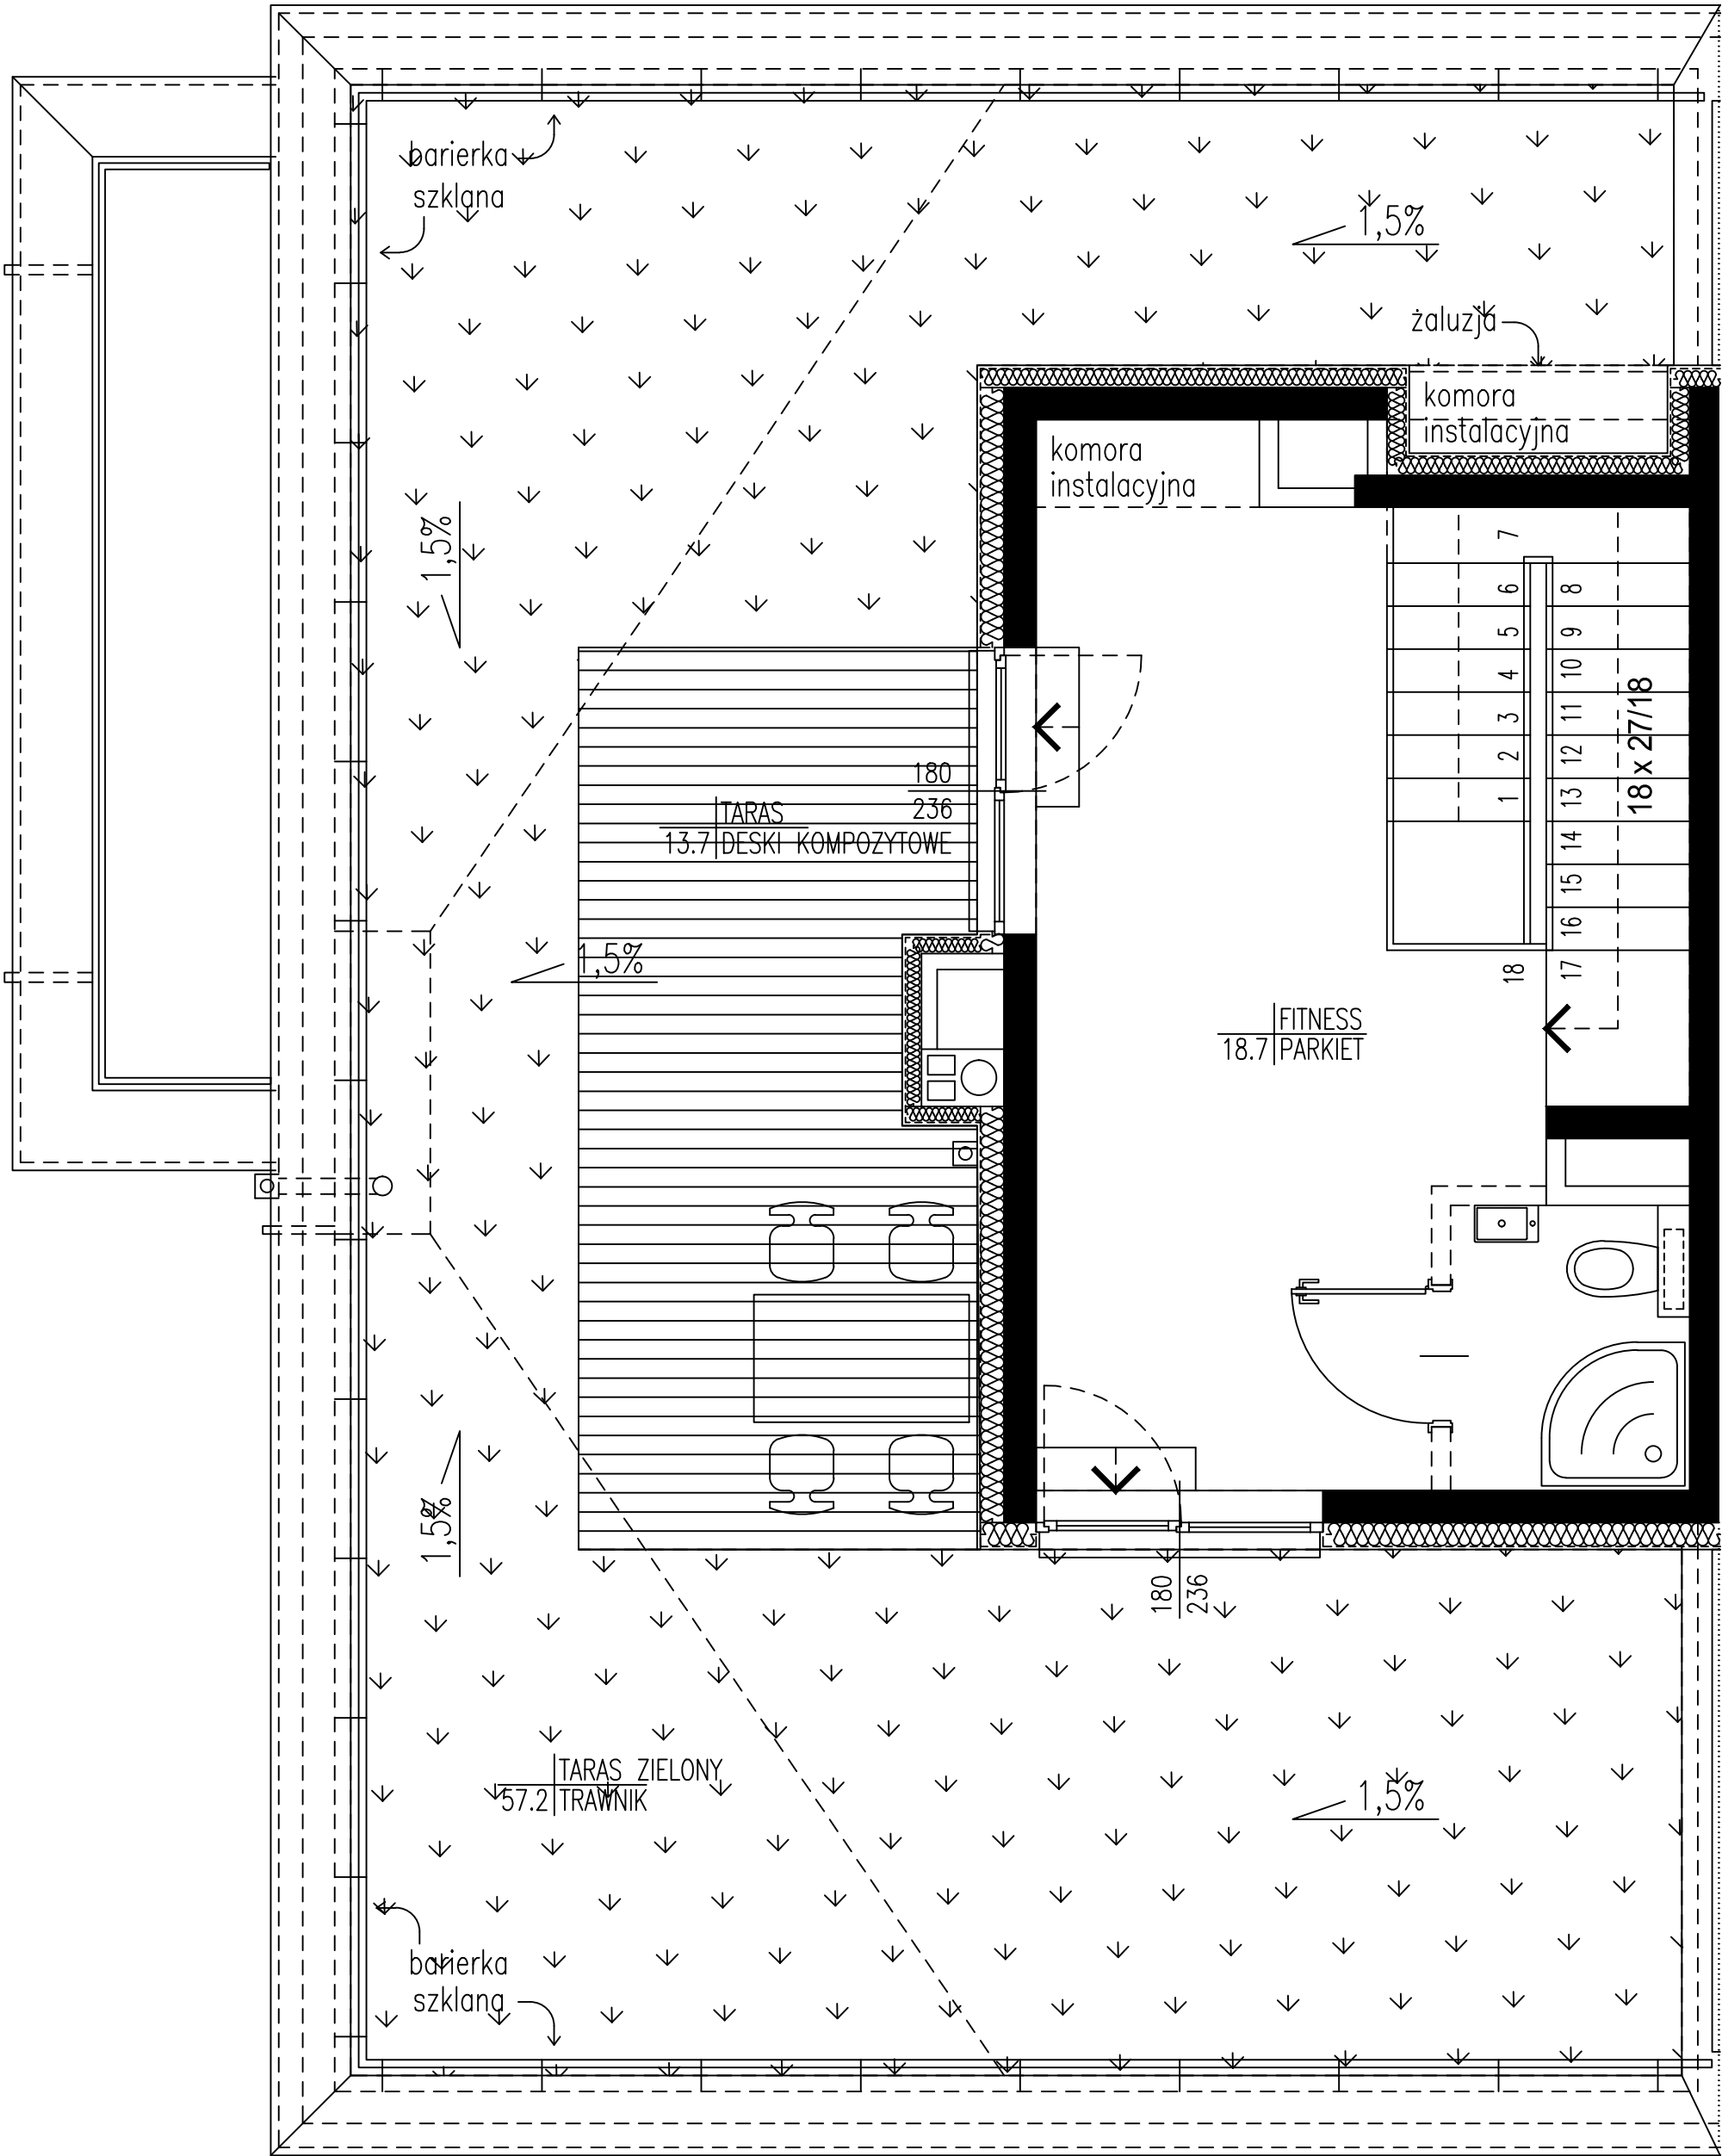 barierka
szklana
1,5%
żaluzja
komora
instalacyjna
komora
instalacyjna
1,5%
7
6
5
4
3
2
1
8
9
10
11
12
13
14
15
16
17
18
18 x 27/18
180
236
TARAS
13.7 DESKI KOMPOZYTOWE
1,5%
FITNESS
18.7 PARKIET
1,5%
180
236
TARAS ZIELONY
57.2 TRAWNIK
1,5%
barierka
szklana